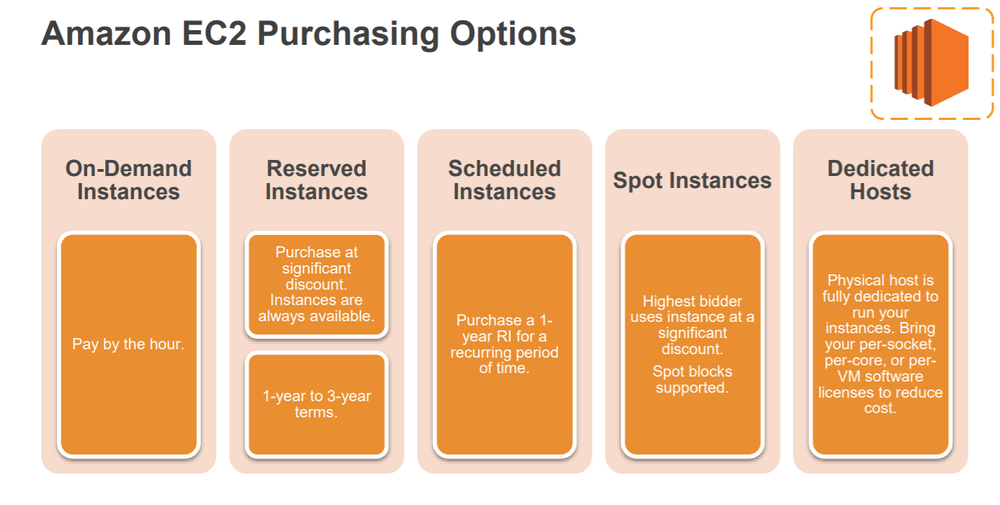 Amazon EC2 Purchasing Options
On-Demand
Instances
Pay by the hour.
Reserved
Instances
Purchase at
significant
discount.
Instances are
always available.
1-year to 3-year
terms.
Scheduled
Instances
Purchase a 1-
year RI for a
recurring period
of time.
Spot Instances
Highest bidder
uses instance at a
significant
discount.
Spot blocks
supported.
Dedicated
Hosts
Physical host is
fully dedicated to
run your
instances. Bring
your per-socket,
per-core, or per-
VM software
licenses to reduce
cost.